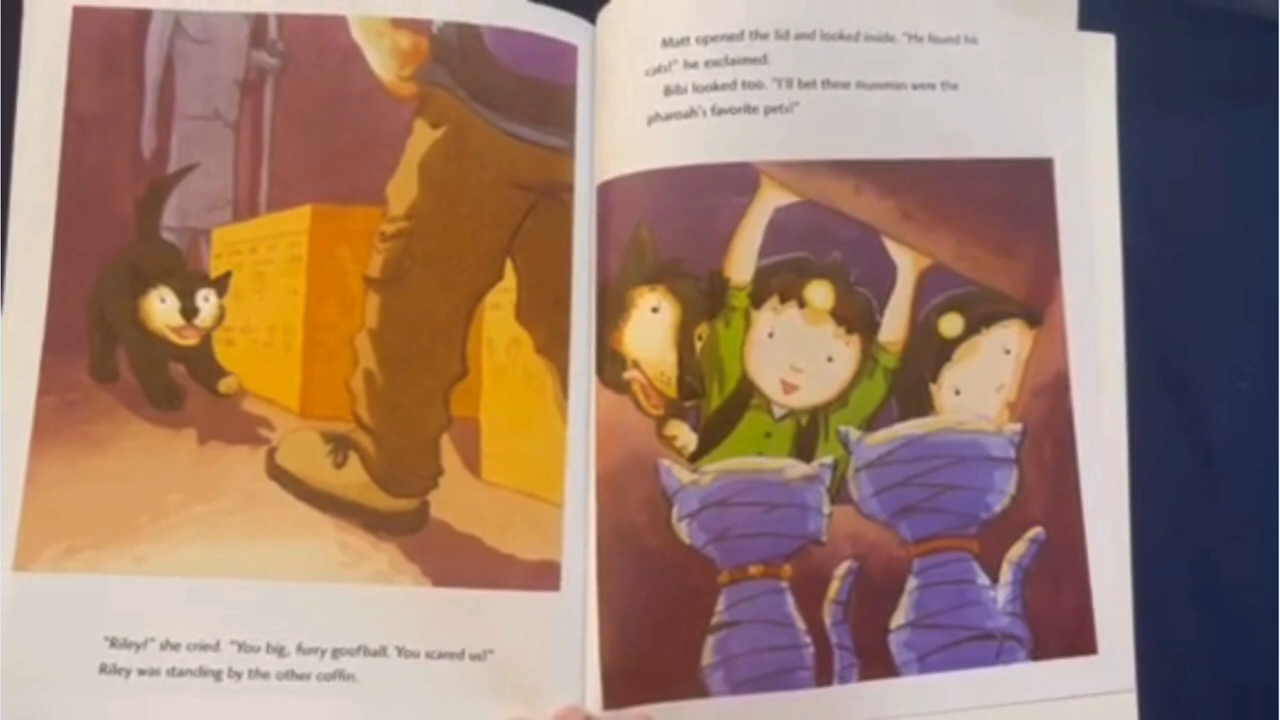 "Riley!" she cried. "You big, furry goofball. You scared us!"
Riley was standing by the other coffin.
Matt opened the lid and looked inside. "He found his
cats!" he exclaimed.
Bibi looked too. "I'll bet these mummies were the
pharoah's favorite pets!"